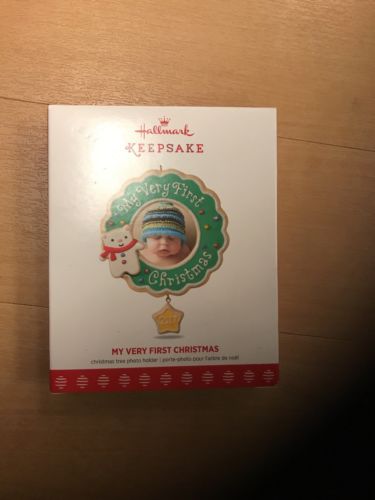 Hallmark
KEEPSAKE
My Very First
Christmas
2017
MY VERY FIRST CHRISTMAS
christmas tree photo holder | porte-photo pour l'arbre de noël